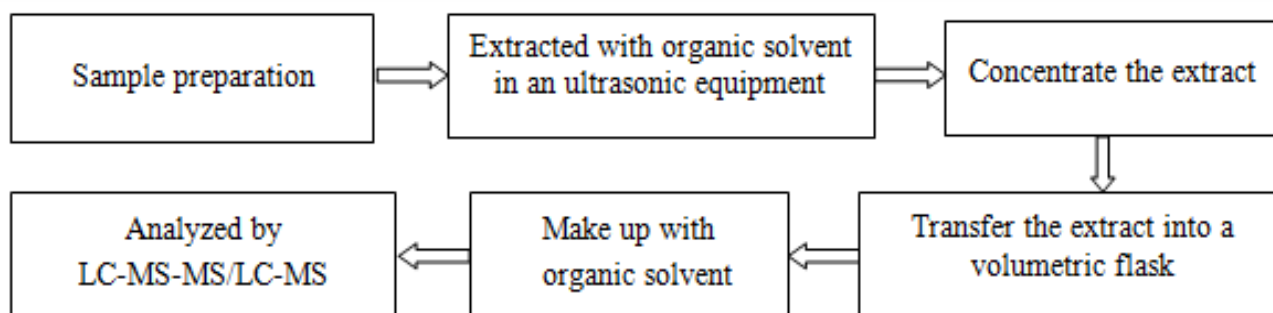 Sample preparation
Extracted with organic solvent
in an ultrasonic equipment
Concentrate the extract
Transfer the extract into a
volumetric flask
Make up with
organic solvent
Analyzed by
LC-MS-MS/LC-MS